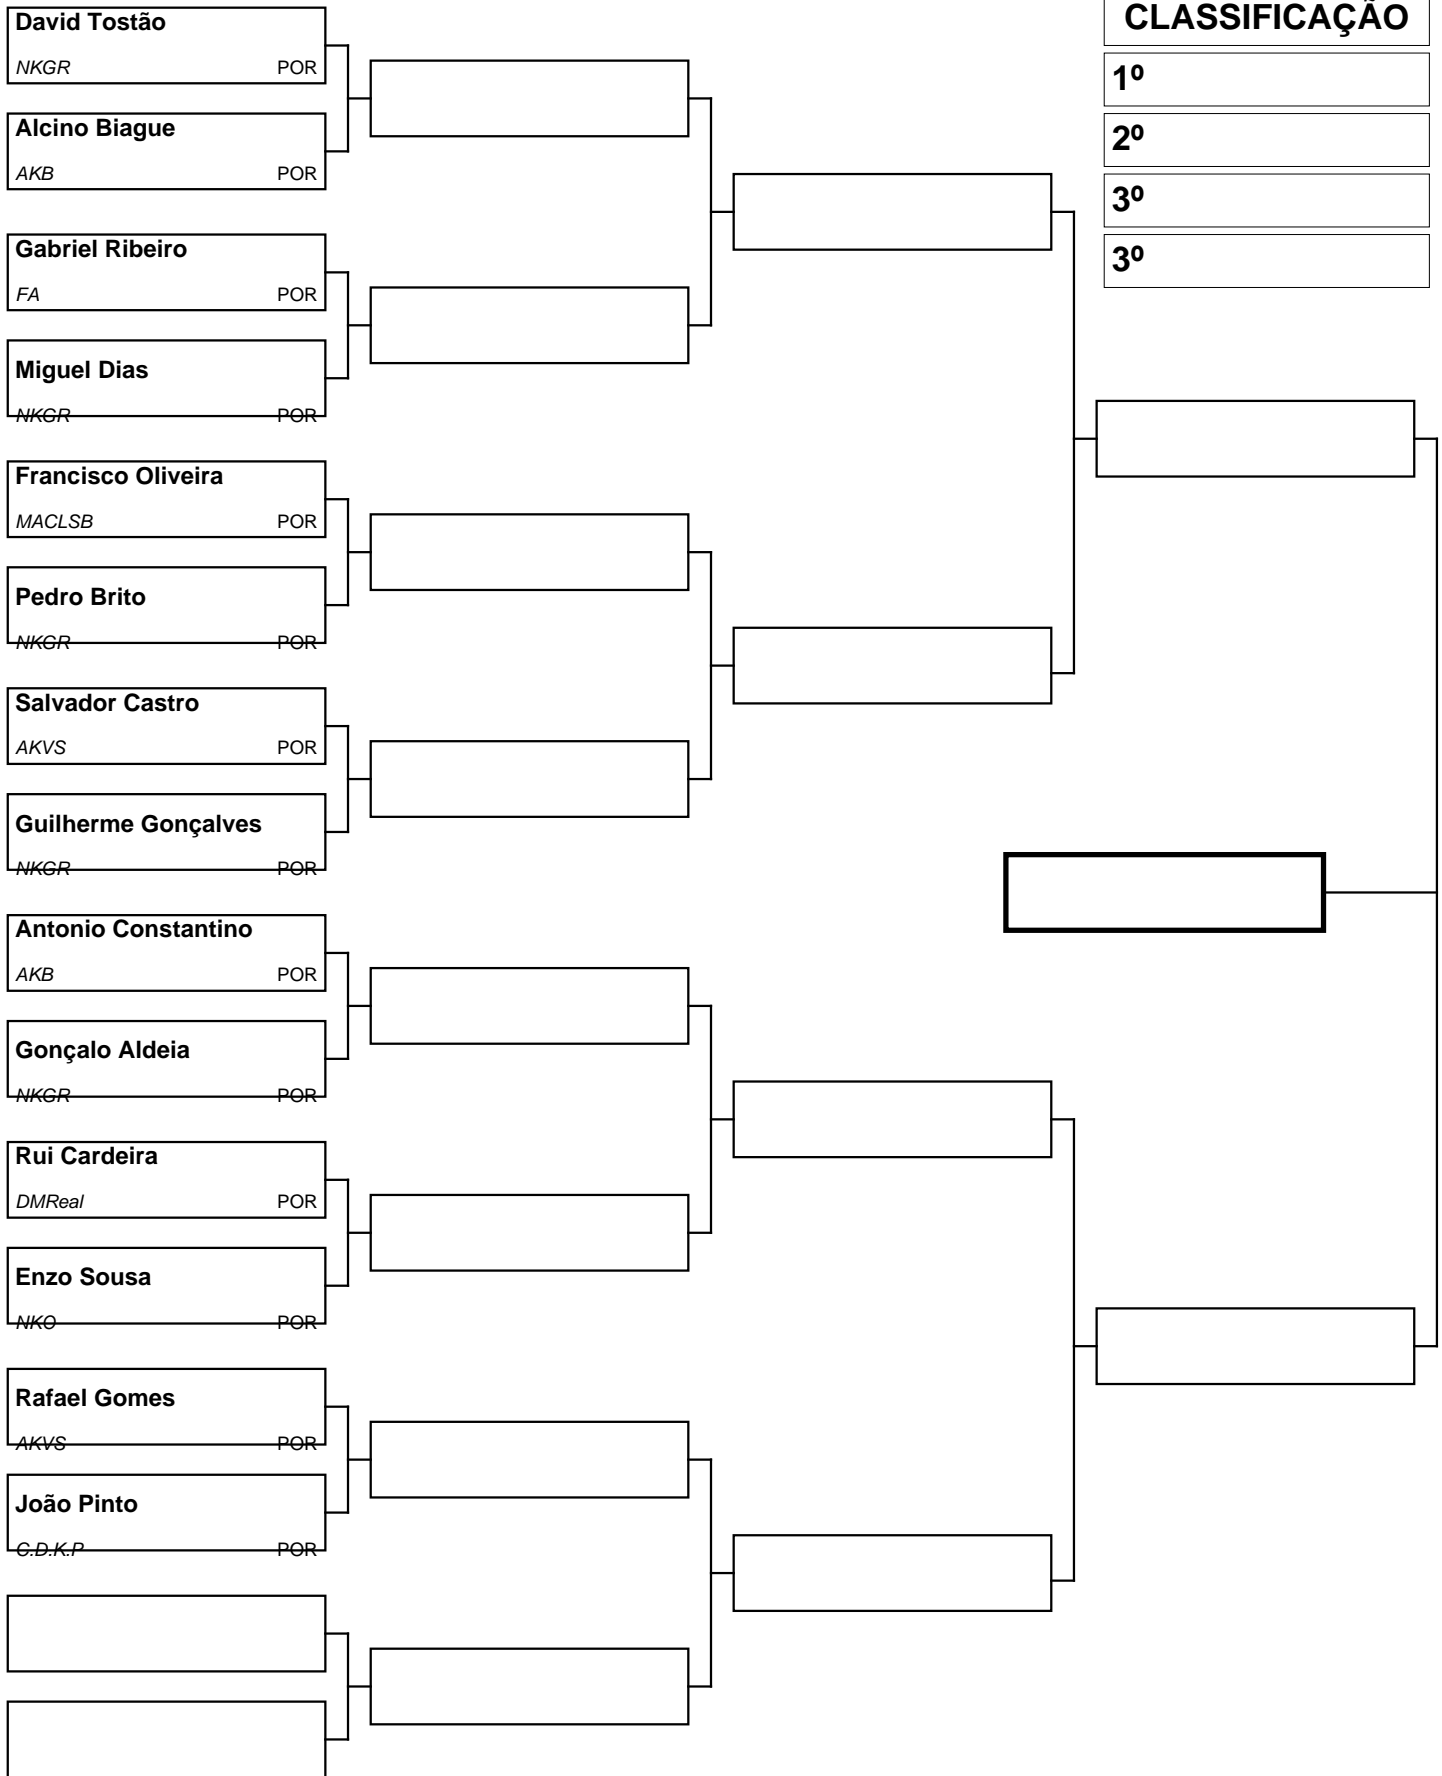 David Tostão
NKGR POR
Alcino Biague
AKB POR
Gabriel Ribeiro
FA POR
Miguel Dias
NKGR POR
Francisco Oliveira
MACLSB POR
Pedro Brito
NKGR POR
Salvador Castro
AKVS POR
Guilherme Gonçalves
NKGR POR
Antonio Constantino
AKB POR
Gonçalo Aldeia
NKGR POR
Rui Cardeira
DMReal POR
Enzo Sousa
NKO POR
Rafael Gomes
AKVS POR
João Pinto
C.D.K.P POR
CLASSIFICAÇÃO
1º
2º
3º
3º